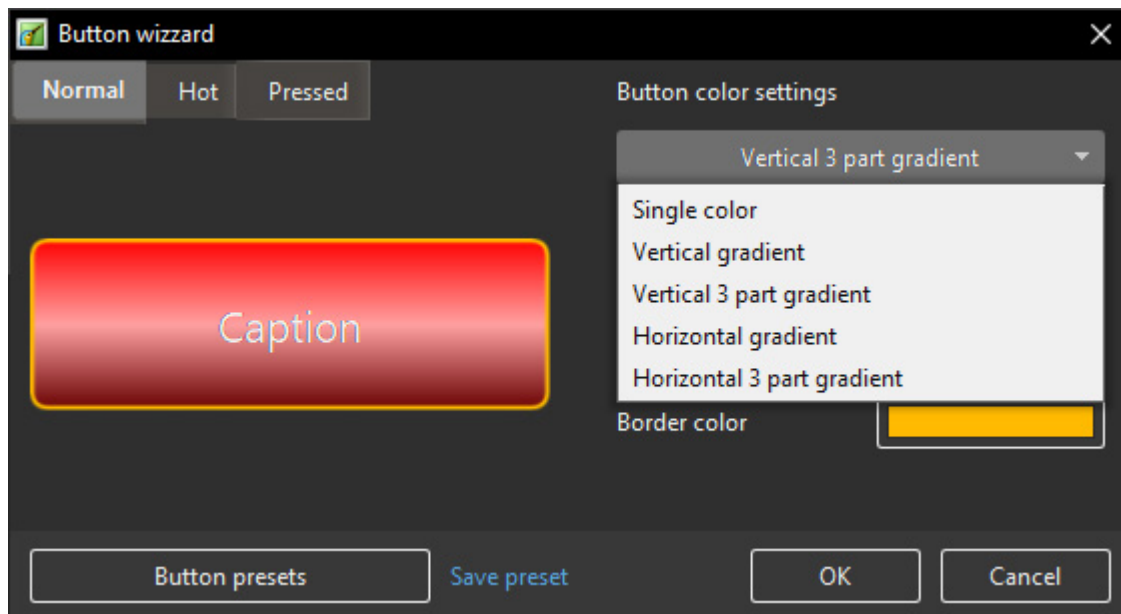 Button wizzard
Normal Hot Pressed
Button color settings
Vertical 3 part gradient
Single color
Vertical gradient
Vertical 3 part gradient
Horizontal gradient
Horizontal 3 part gradient
Caption
Border color
Button presets Save preset OK Cancel